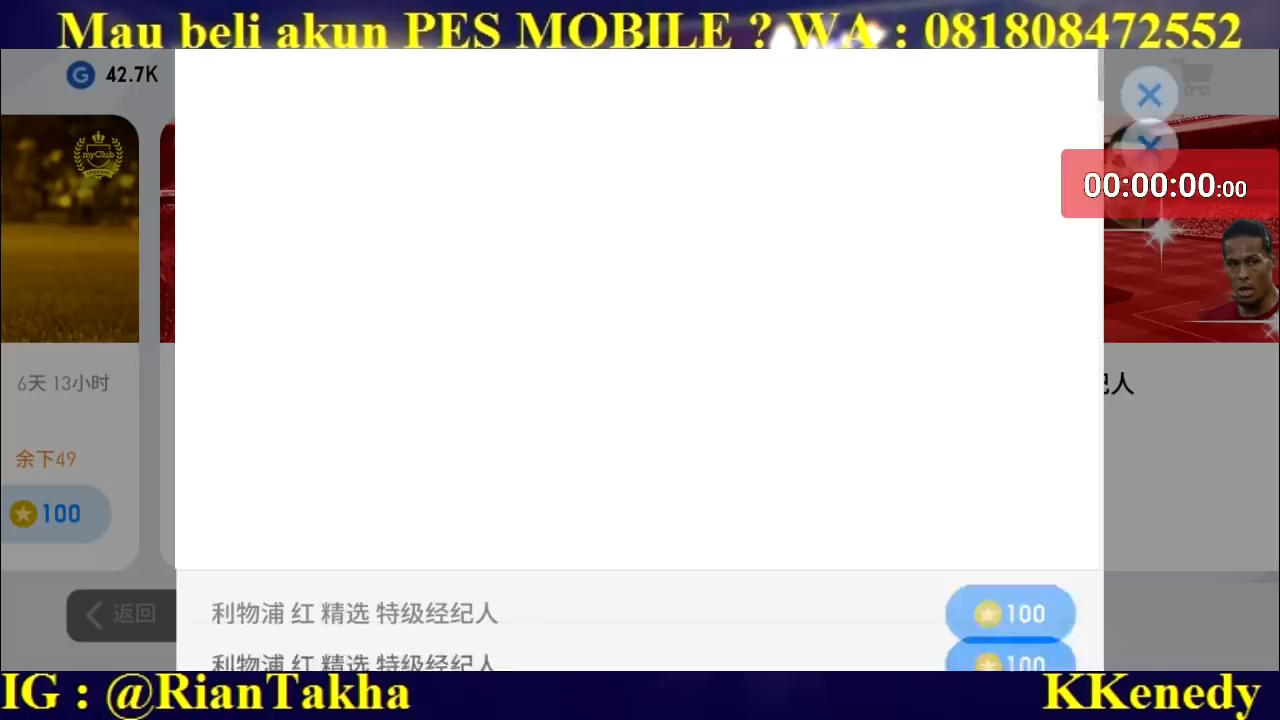 Mau beli akun PES MOBILE ? WA : 081808472552
G 42.7K
myClub
00:00:00:00
6天 13小时
人
余下49
100
返回
利物浦 红 精选 特级经纪人
100
利物浦 红 精选 特级经纪人
100
IG : @RianTakha
KKenedy